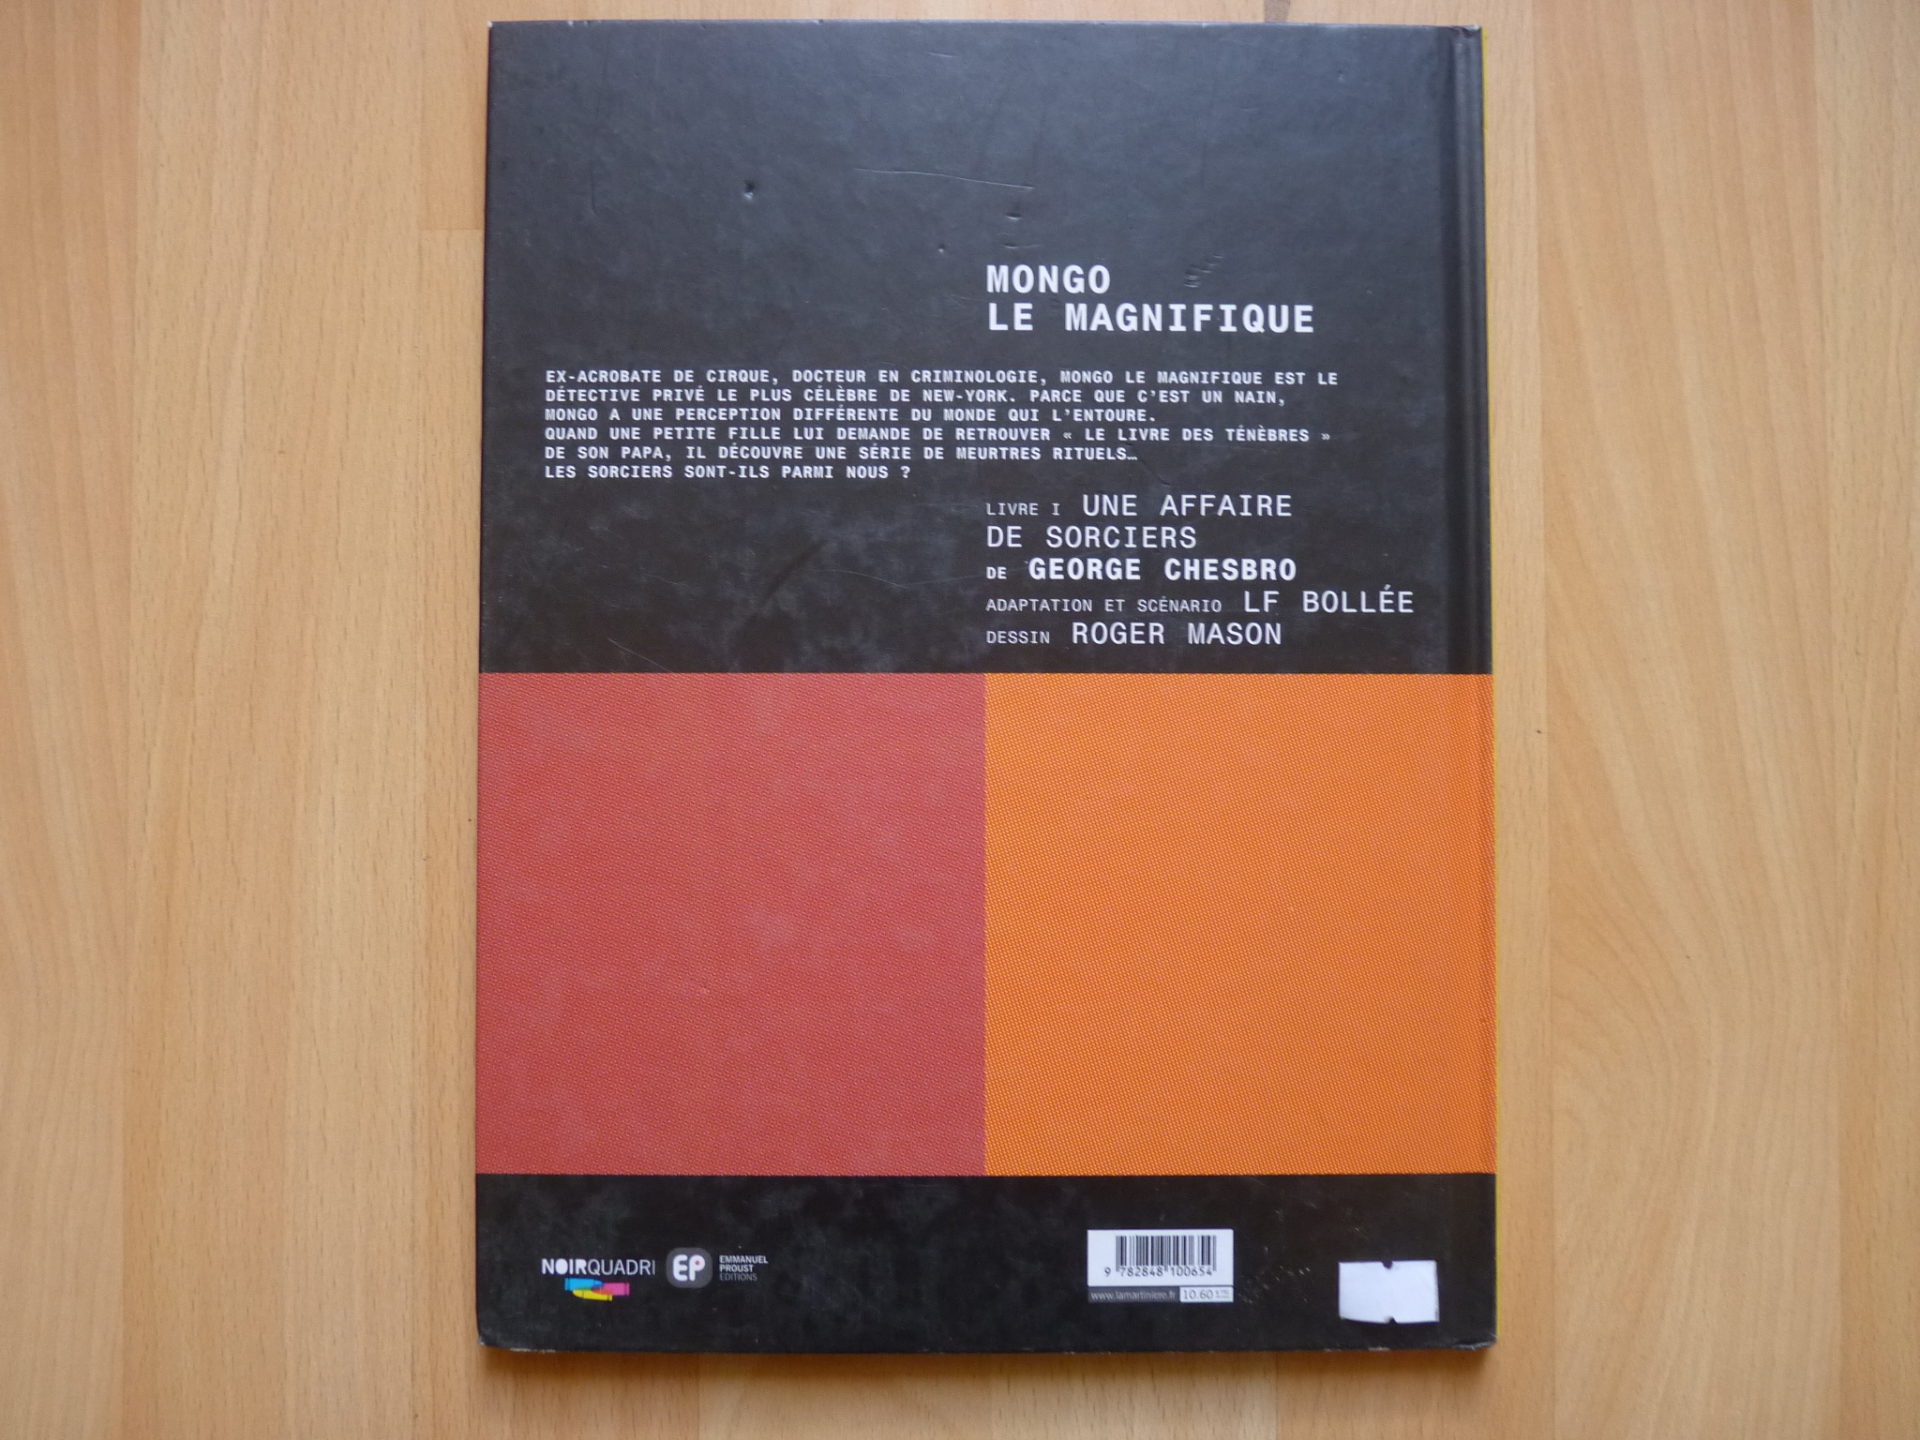 MONGO
LE MAGNIFIQUE
EX-ACROBATE DE CIRQUE, DOCTEUR EN CRIMINOLOGIE, MONGO LE MAGNIFIQUE EST LE
DÉTECTIVE PRIVÉ LE PLUS CÉLÈBRE DE NEW-YORK. PARCE QUE C'EST UN NAIN,
MONGO A UNE PERCEPTION DIFFÉRENTE DU MONDE QUI L'ENTOURE.
QUAND UNE PETITE FILLE LUI DEMANDE DE RETROUVER « LE LIVRE DES TÉNÈBRES »
DE SON PAPA, IL DÉCOUVRE UNE SÉRIE DE MEURTRES RITUELS…
LES SORCIERS SONT-ILS PARMI NOUS ?
LIVRE I UNE AFFAIRE
DE SORCIERS
DE GEORGE CHESBRO
ADAPTATION ET SCÉNARIO LF BOLLÉE
DESSIN ROGER MASON
NOIRQUADRI
EP
EMMANUEL
PROUST
EDITIONS
9 782848 100654
www.lamartiniere.fr 10.60